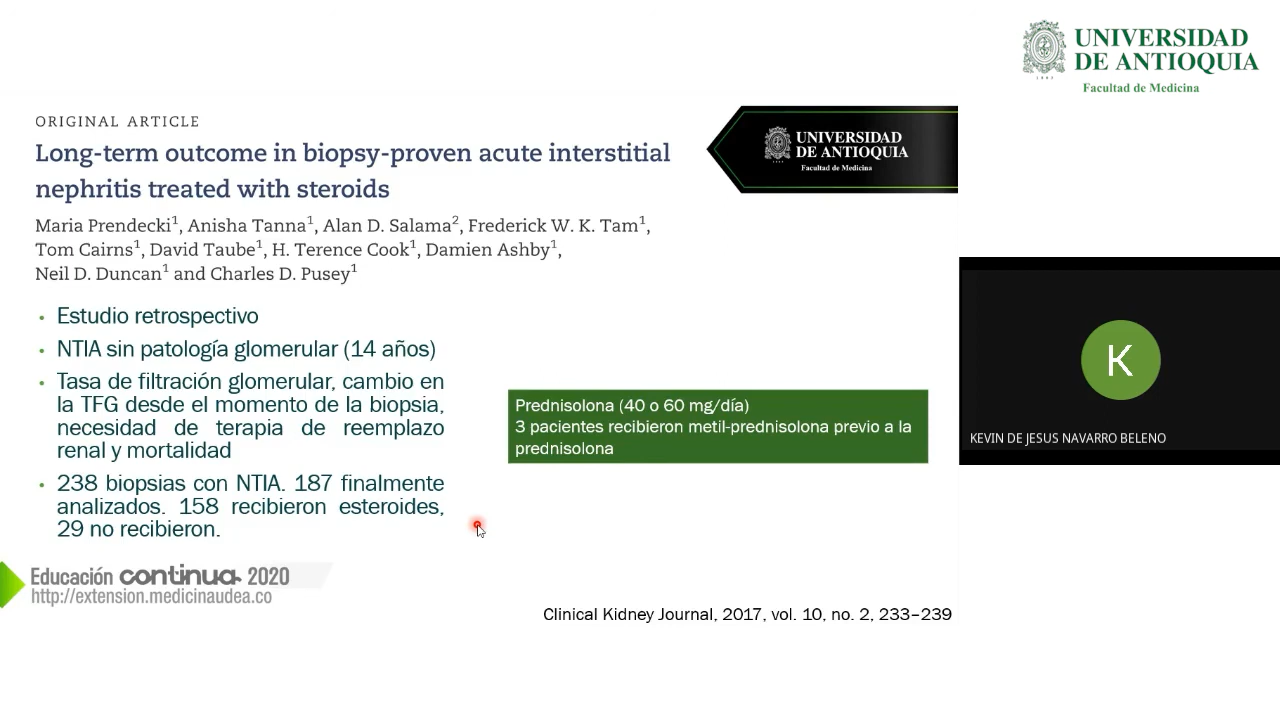 UNIVERSIDAD
DE ANTIOQUIA
Facultad de Medicina
ORIGINAL ARTICLE
Long-term outcome in biopsy-proven acute interstitial
nephritis treated with steroids
Maria Prendecki1, Anisha Tanna1, Alan D. Salama2, Frederick W. K. Tam1,
Tom Cairns1, David Taube1, H. Terence Cook1, Damien Ashby1,
Neil D. Duncan1 and Charles D. Pusey1
UNIVERSIDAD
DE ANTIOQUIA
Facultad de Medicina
• Estudio retrospectivo
• NTIA sin patología glomerular (14 años)
• Tasa de filtración glomerular, cambio en
la TFG desde el momento de la biopsia,
necesidad de terapia de reemplazo
renal y mortalidad
• 238 biopsias con NTIA. 187 finalmente
analizados. 158 recibieron esteroides,
29 no recibieron.
Prednisolona (40 o 60 mg/día)
3 pacientes recibieron metil-prednisolona previo a la
prednisolona
K
KEVIN DE JESUS NAVARRO BELENO
Educación continua 2020
http://extension.medicinaudea.co
Clinical Kidney Journal, 2017, vol. 10, no. 2, 233–239